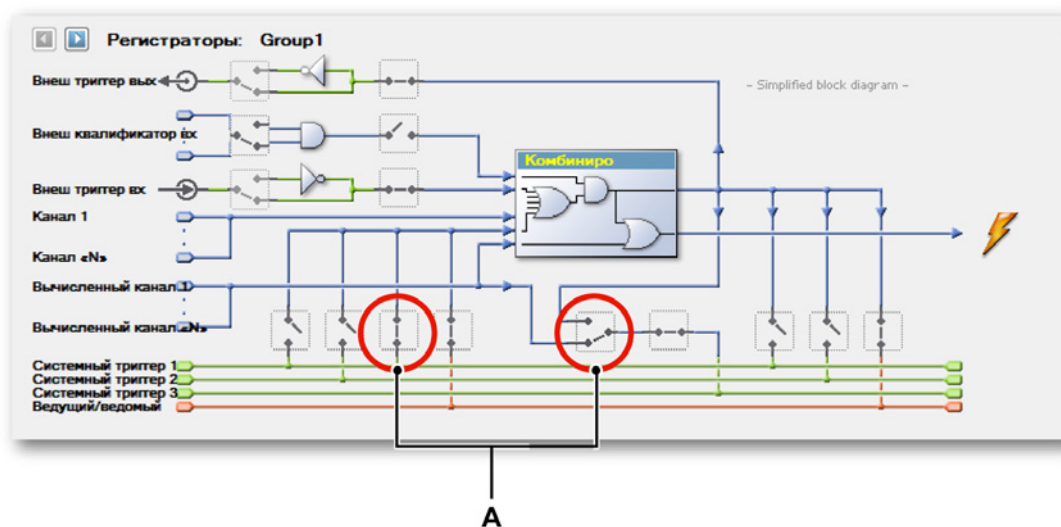 Регистраторы: Group1
Внеш триггер вых
– Simplified block diagram –
Внеш квалификатор вх
Комбиниро
Внеш триггер вх
Канал 1
Канал «N»
Вычисленный канал 1
Вычисленный канал «N»
Системный триггер 1
Системный триггер 2
Системный триггер 3
Ведущий/ведомый
A